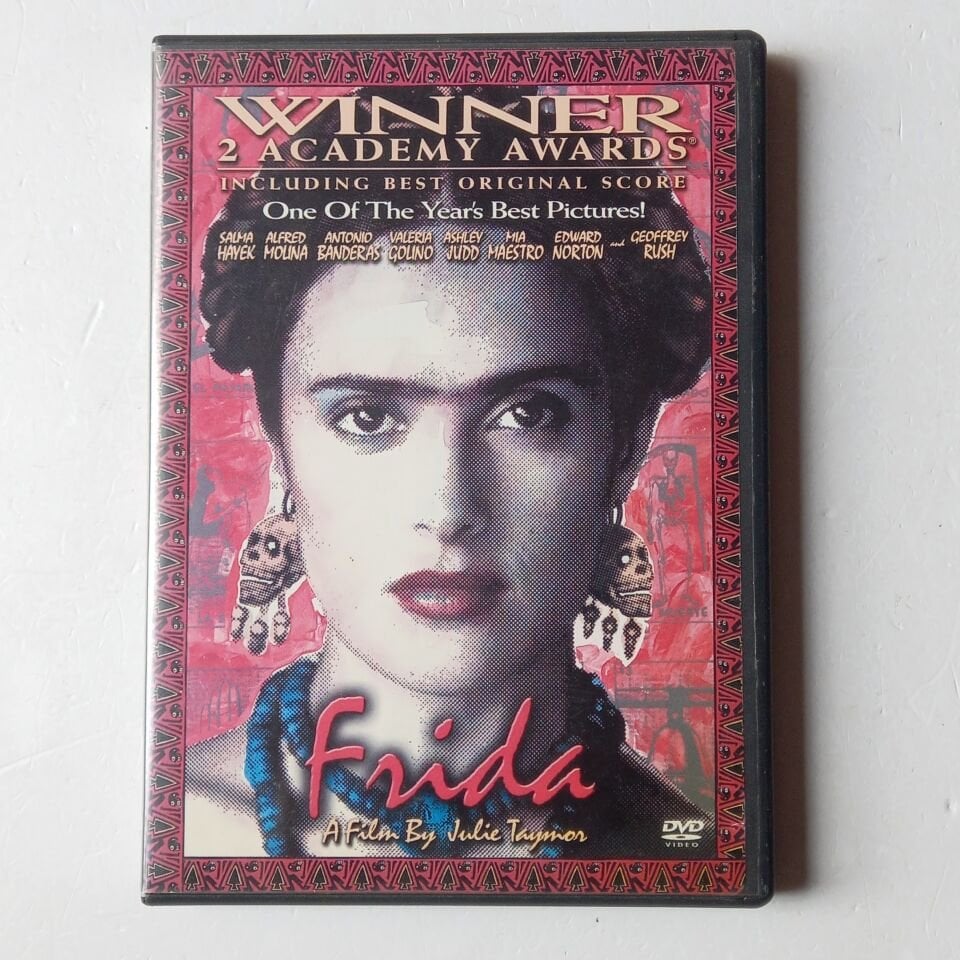 WINNER
2 ACADEMY AWARDS®
INCLUDING BEST ORIGINAL SCORE
One Of The Year's Best Pictures!
SALMA HAYEK ALFRED MOLINA ANTONIO BANDERAS VALERIA GOLINO ASHLEY JUDD MIA MAESTRO EDWARD NORTON and GEOFFREY RUSH
Frida
A Film By Julie Taymor
DVD
VIDEO